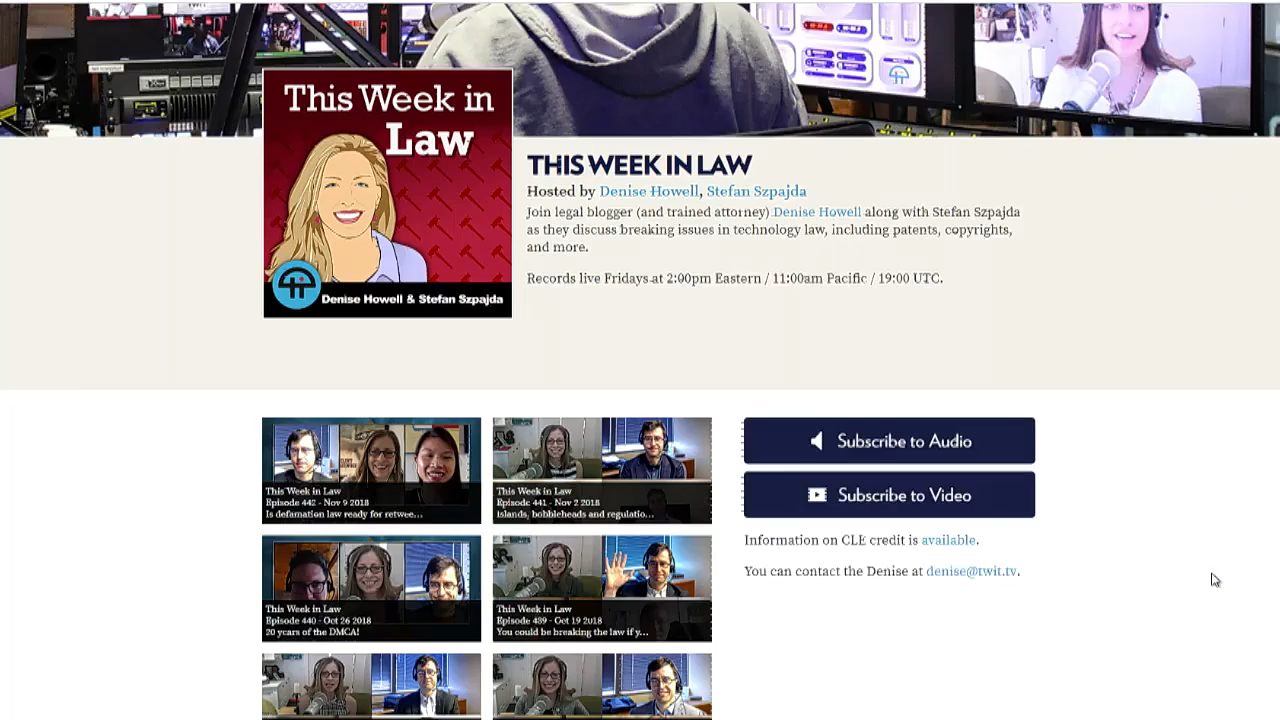 This Week in
Law
Denise Howell & Stefan Szpajda
THIS WEEK IN LAW
Hosted by Denise Howell, Stefan Szpajda
Join legal blogger (and trained attorney) Denise Howell along with Stefan Szpajda
as they discuss breaking issues in technology law, including patents, copyrights,
and more.
Records live Fridays at 2:00pm Eastern / 11:00am Pacific / 19:00 UTC.
This Week in Law
Episode 442 - Nov 9 2018
Is defamation law ready for retwee...
This Week in Law
Episode 441 - Nov 2 2018
Islands, bobbleheads and regulatio...
This Week in Law
Episode 440 - Oct 26 2018
20 years of the DMCA!
This Week in Law
Episode 439 - Oct 19 2018
You could be breaking the law if y...
Subscribe to Audio
Subscribe to Video
Information on CLE credit is available.
You can contact the Denise at denise@twit.tv.